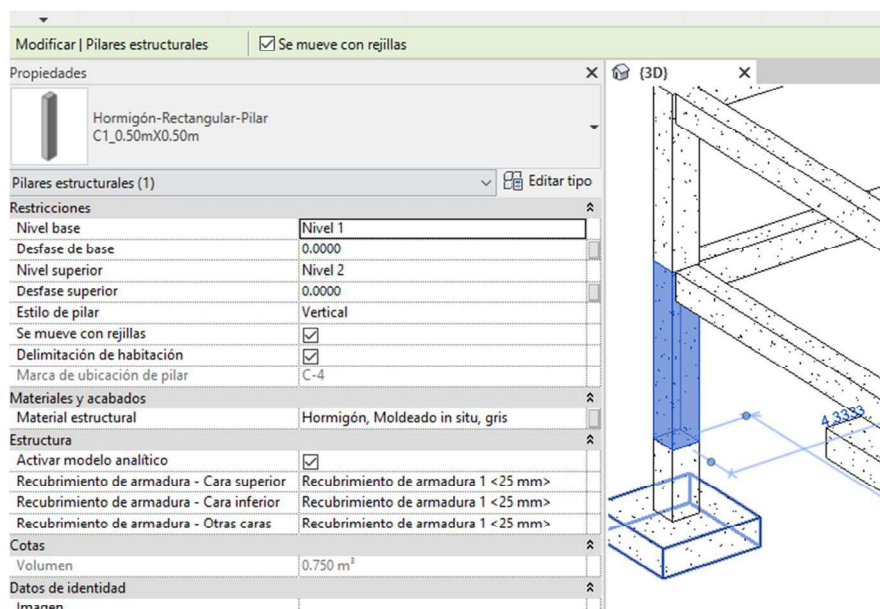 Modificar | Pilares estructurales Se mueve con rejillas
Propiedades
{3D}
Hormigón-Rectangular-Pilar
C1_0.50mX0.50m
Pilares estructurales (1) Editar tipo
Restricciones
Nivel base Nivel 1
Desfase de base 0.0000
Nivel superior Nivel 2
Desfase superior 0.0000
Estilo de pilar Vertical
Se mueve con rejillas
Delimitación de habitación
Marca de ubicación de pilar C-4
Materiales y acabados
Material estructural Hormigón, Moldeado in situ, gris
Estructura
Activar modelo analítico
Recubrimiento de armadura - Cara superior Recubrimiento de armadura 1 <25 mm>
Recubrimiento de armadura - Cara inferior Recubrimiento de armadura 1 <25 mm>
Recubrimiento de armadura - Otras caras Recubrimiento de armadura 1 <25 mm>
Cotas
Volumen 0.750 m³
Datos de identidad
Imagen
4.3333